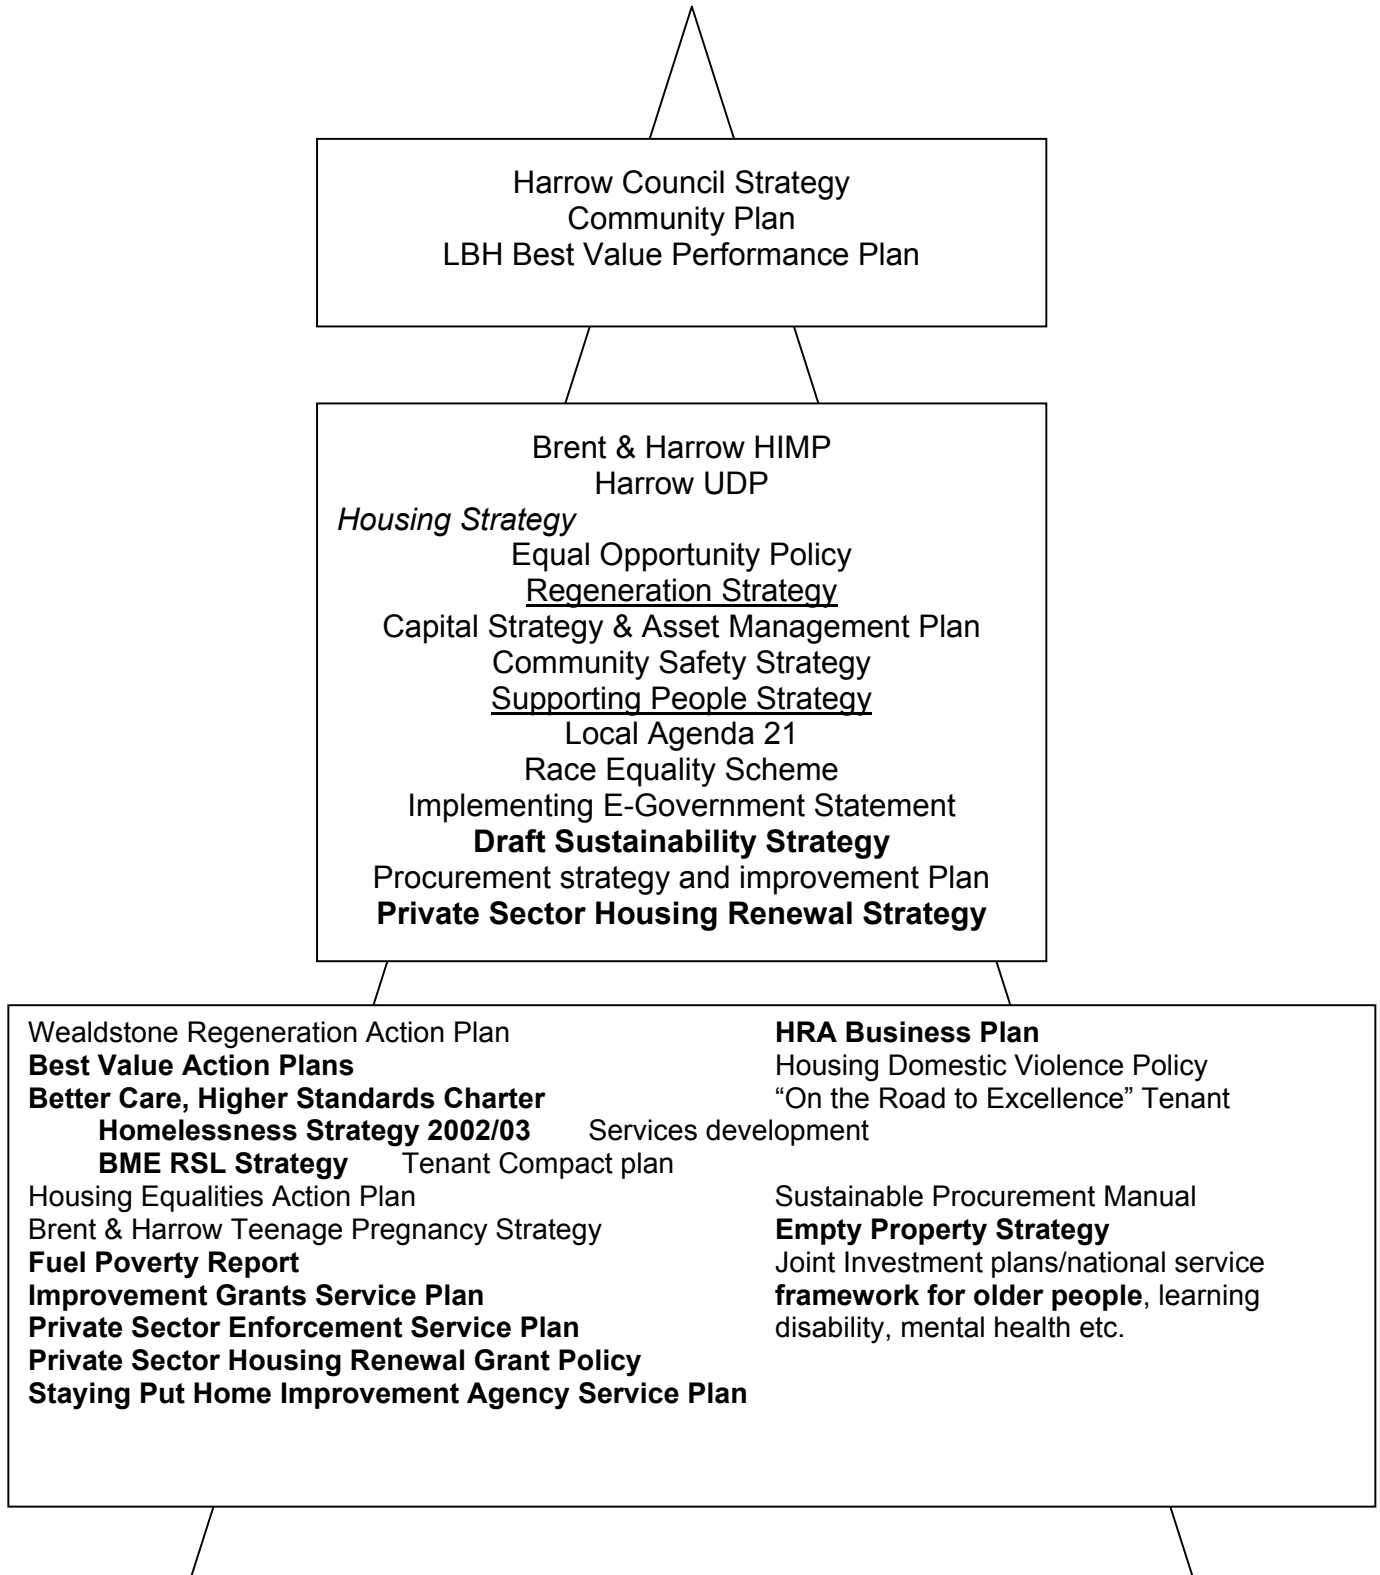 Harrow Council Strategy
Community Plan
LBH Best Value Performance Plan
Brent & Harrow HIMP
Harrow UDP
Housing Strategy
Equal Opportunity Policy
Regeneration Strategy
Capital Strategy & Asset Management Plan
Community Safety Strategy
Supporting People Strategy
Local Agenda 21
Race Equality Scheme
Implementing E-Government Statement
Draft Sustainability Strategy
Procurement strategy and improvement Plan
Private Sector Housing Renewal Strategy
Wealdstone Regeneration Action Plan HRA Business Plan
Best Value Action Plans Housing Domestic Violence Policy
Better Care, Higher Standards Charter “On the Road to Excellence” Tenant
Homelessness Strategy 2002/03 Services development
BME RSL Strategy Tenant Compact plan
Housing Equalities Action Plan Sustainable Procurement Manual
Brent & Harrow Teenage Pregnancy Strategy Empty Property Strategy
Fuel Poverty Report Joint Investment plans/national service
Improvement Grants Service Plan framework for older people, learning
Private Sector Enforcement Service Plan disability, mental health etc.
Private Sector Housing Renewal Grant Policy
Staying Put Home Improvement Agency Service Plan